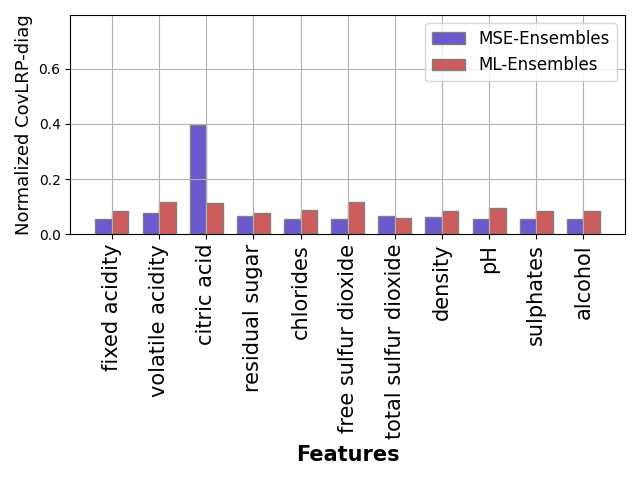 Normalized CovLRP-diag
0.6
0.4
0.2
0.0
MSE-Ensembles
ML-Ensembles
fixed acidity
volatile acidity
citric acid
residual sugar
chlorides
free sulfur dioxide
total sulfur dioxide
density
pH
sulphates
alcohol
Features